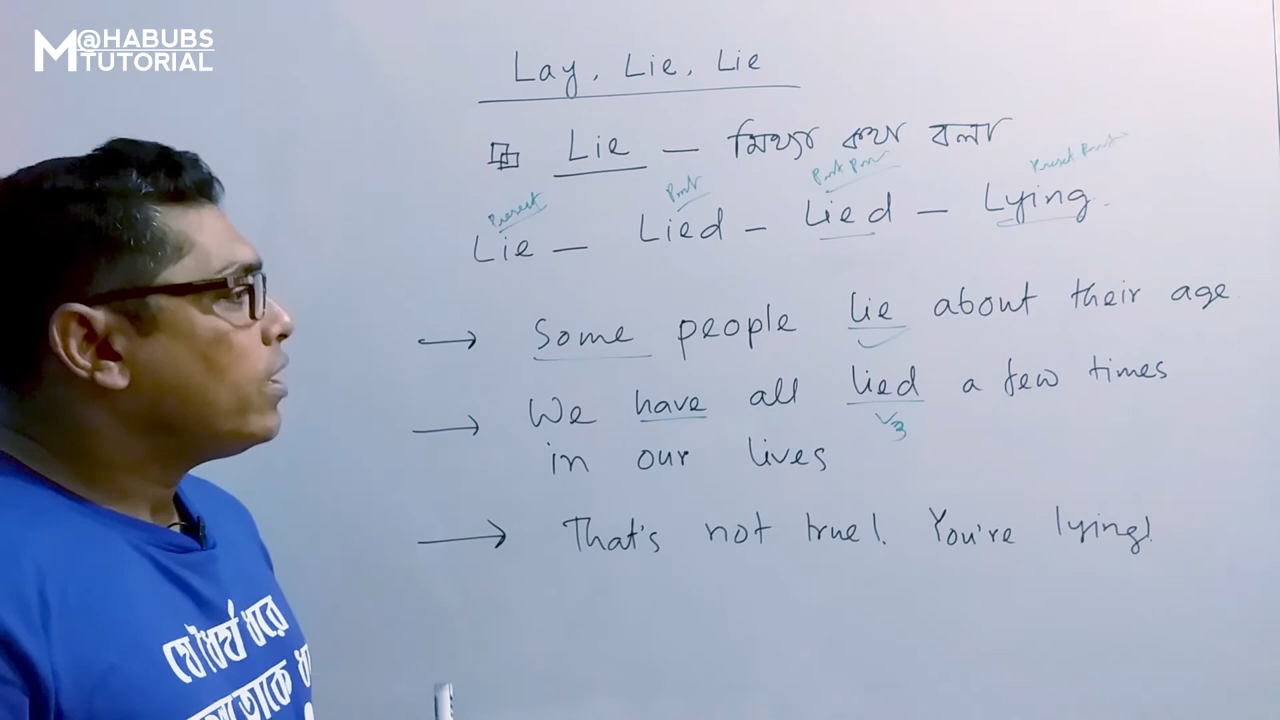 M@HABUBS
TUTORIAL
Lay, Lie, Lie
Lie — মিথ্যা কথা বলা
Present Past Past Par Present Part
Lie — Lied — Lied — Lying.
→ Some people lie about their age
→ We have all lied a few times
V3
in our lives
→ That's not true! You're lying!
যে ধৈর্য ধরে